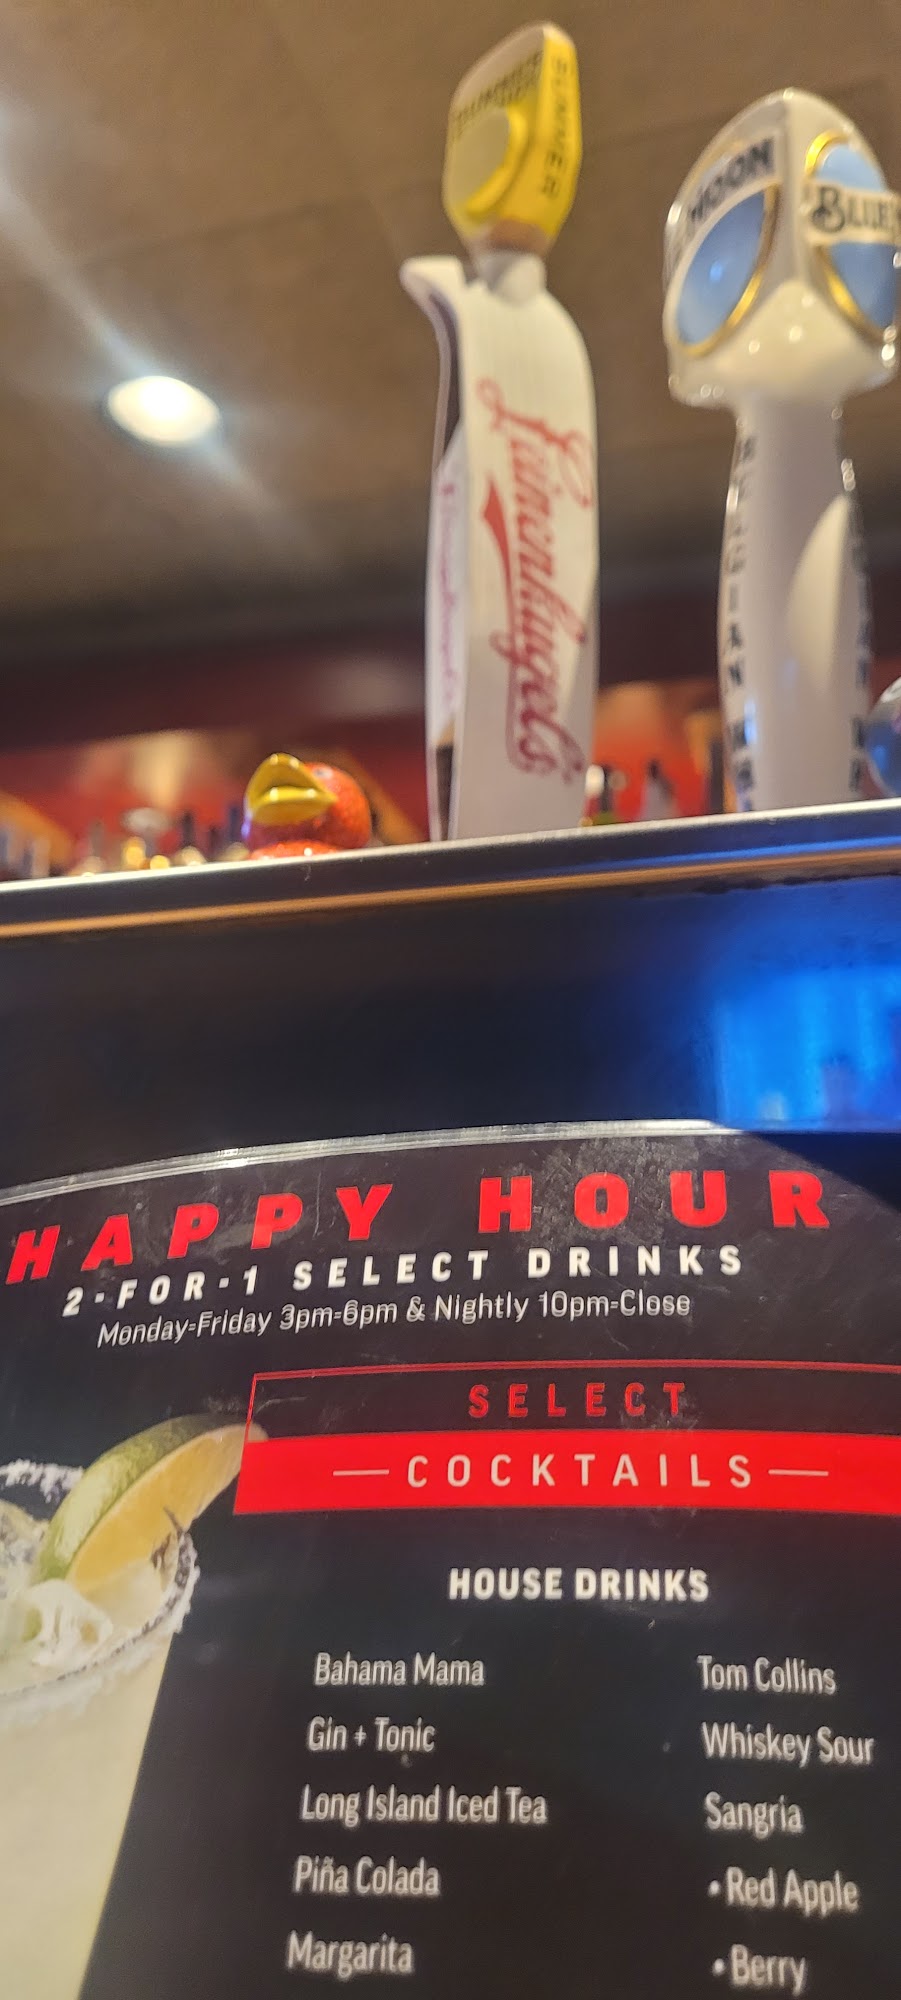 SUMMER
MOON
BLUE
Leinenkugel's
BELGIAN
HAPPY HOUR
2-FOR-1 SELECT DRINKS
Monday-Friday 3pm-6pm & Nightly 10pm-Close
SELECT
COCKTAILS
HOUSE DRINKS
Bahama Mama
Gin + Tonic
Long Island Iced Tea
Piña Colada
Margarita
Tom Collins
Whiskey Sour
Sangria
• Red Apple
• Berry